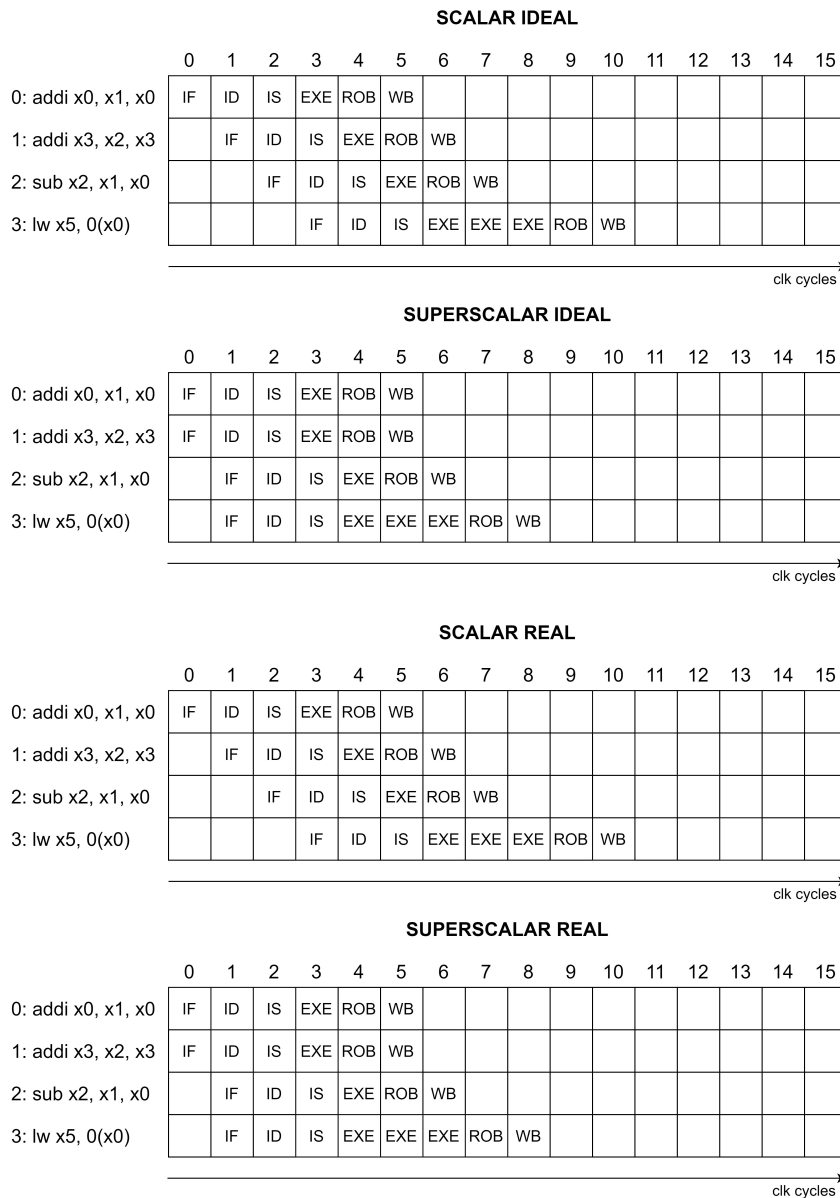 SCALAR IDEAL
0 1 2 3 4 5 6 7 8 9 10 11 12 13 14 15
0: addi x0, x1, x0 IF ID IS EXE ROB WB
1: addi x3, x2, x3 IF ID IS EXE ROB WB
2: sub x2, x1, x0 IF ID IS EXE ROB WB
3: lw x5, 0(x0) IF ID IS EXE EXE EXE ROB WB
clk cycles
SUPERSCALAR IDEAL
0 1 2 3 4 5 6 7 8 9 10 11 12 13 14 15
0: addi x0, x1, x0 IF ID IS EXE ROB WB
1: addi x3, x2, x3 IF ID IS EXE ROB WB
2: sub x2, x1, x0 IF ID IS EXE ROB WB
3: lw x5, 0(x0) IF ID IS EXE EXE EXE ROB WB
clk cycles
SCALAR REAL
0 1 2 3 4 5 6 7 8 9 10 11 12 13 14 15
0: addi x0, x1, x0 IF ID IS EXE ROB WB
1: addi x3, x2, x3 IF ID IS EXE ROB WB
2: sub x2, x1, x0 IF ID IS EXE ROB WB
3: lw x5, 0(x0) IF ID IS EXE EXE EXE ROB WB
clk cycles
SUPERSCALAR REAL
0 1 2 3 4 5 6 7 8 9 10 11 12 13 14 15
0: addi x0, x1, x0 IF ID IS EXE ROB WB
1: addi x3, x2, x3 IF ID IS EXE ROB WB
2: sub x2, x1, x0 IF ID IS EXE ROB WB
3: lw x5, 0(x0) IF ID IS EXE EXE EXE ROB WB
clk cycles